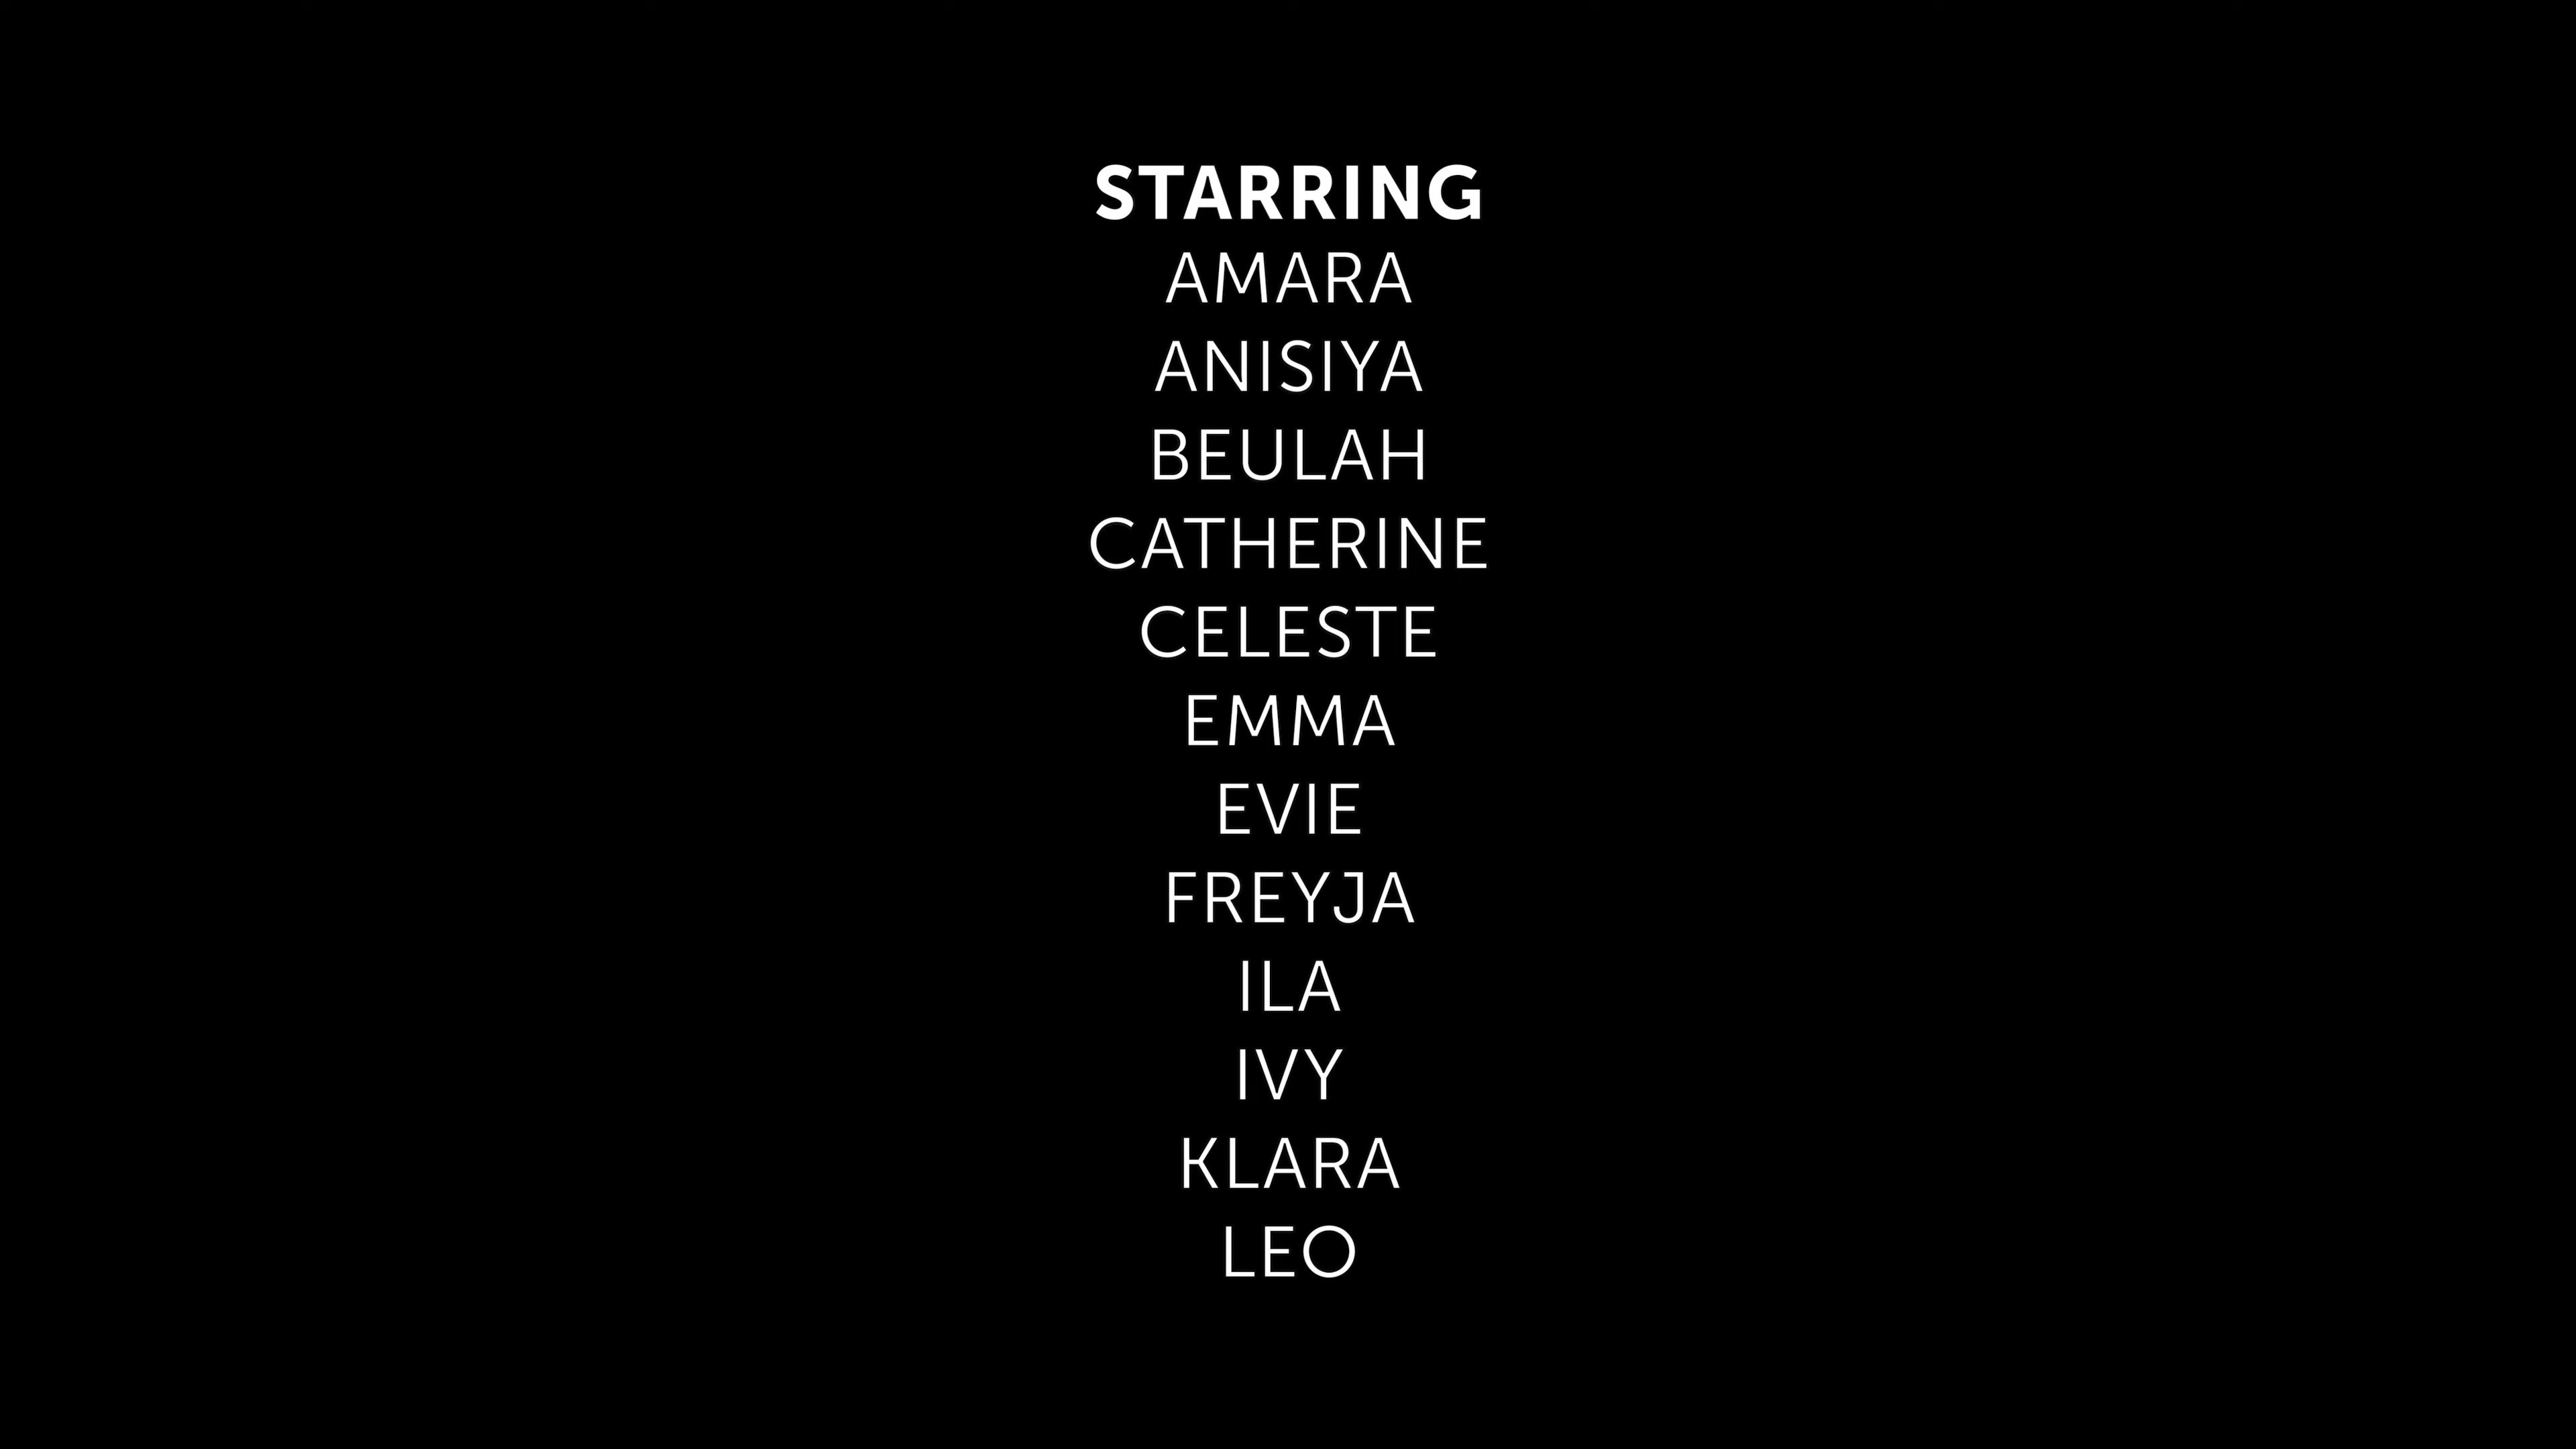 STARRING
AMARA
ANISIYA
BEULAH
CATHERINE
CELESTE
EMMA
EVIE
FREYJA
ILA
IVY
KLARA
LEO